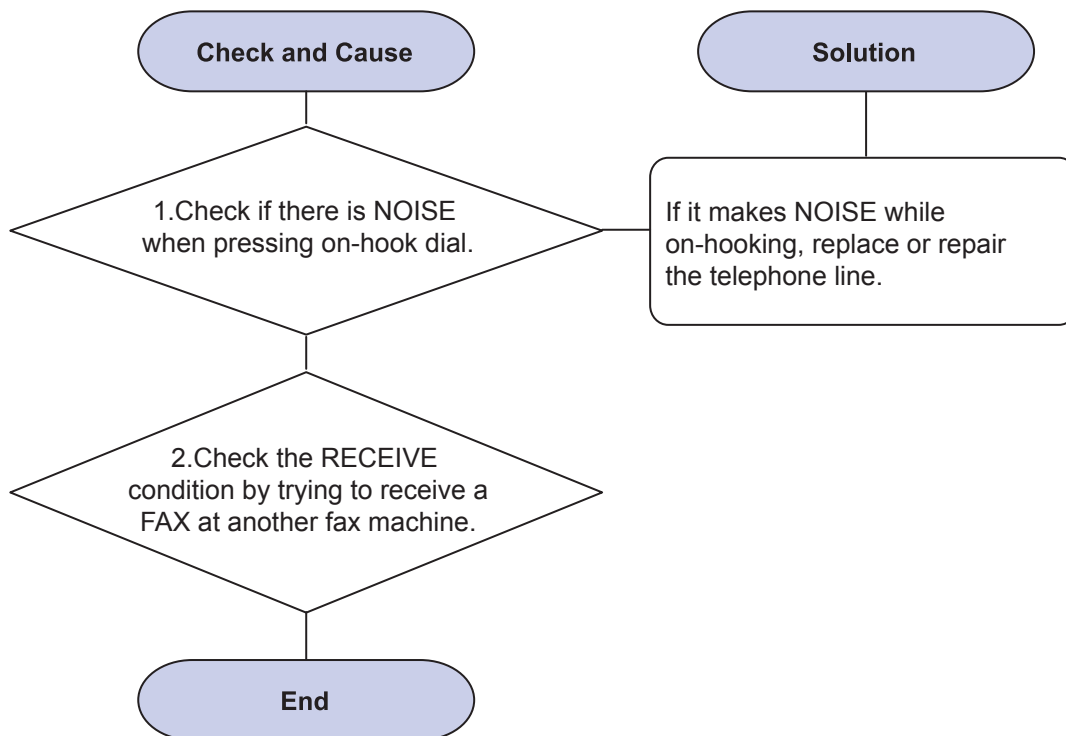 Check and Cause
Solution
1.Check if there is NOISE
when pressing on-hook dial.
If it makes NOISE while
on-hooking, replace or repair
the telephone line.
2.Check the RECEIVE
condition by trying to receive a
FAX at another fax machine.
End